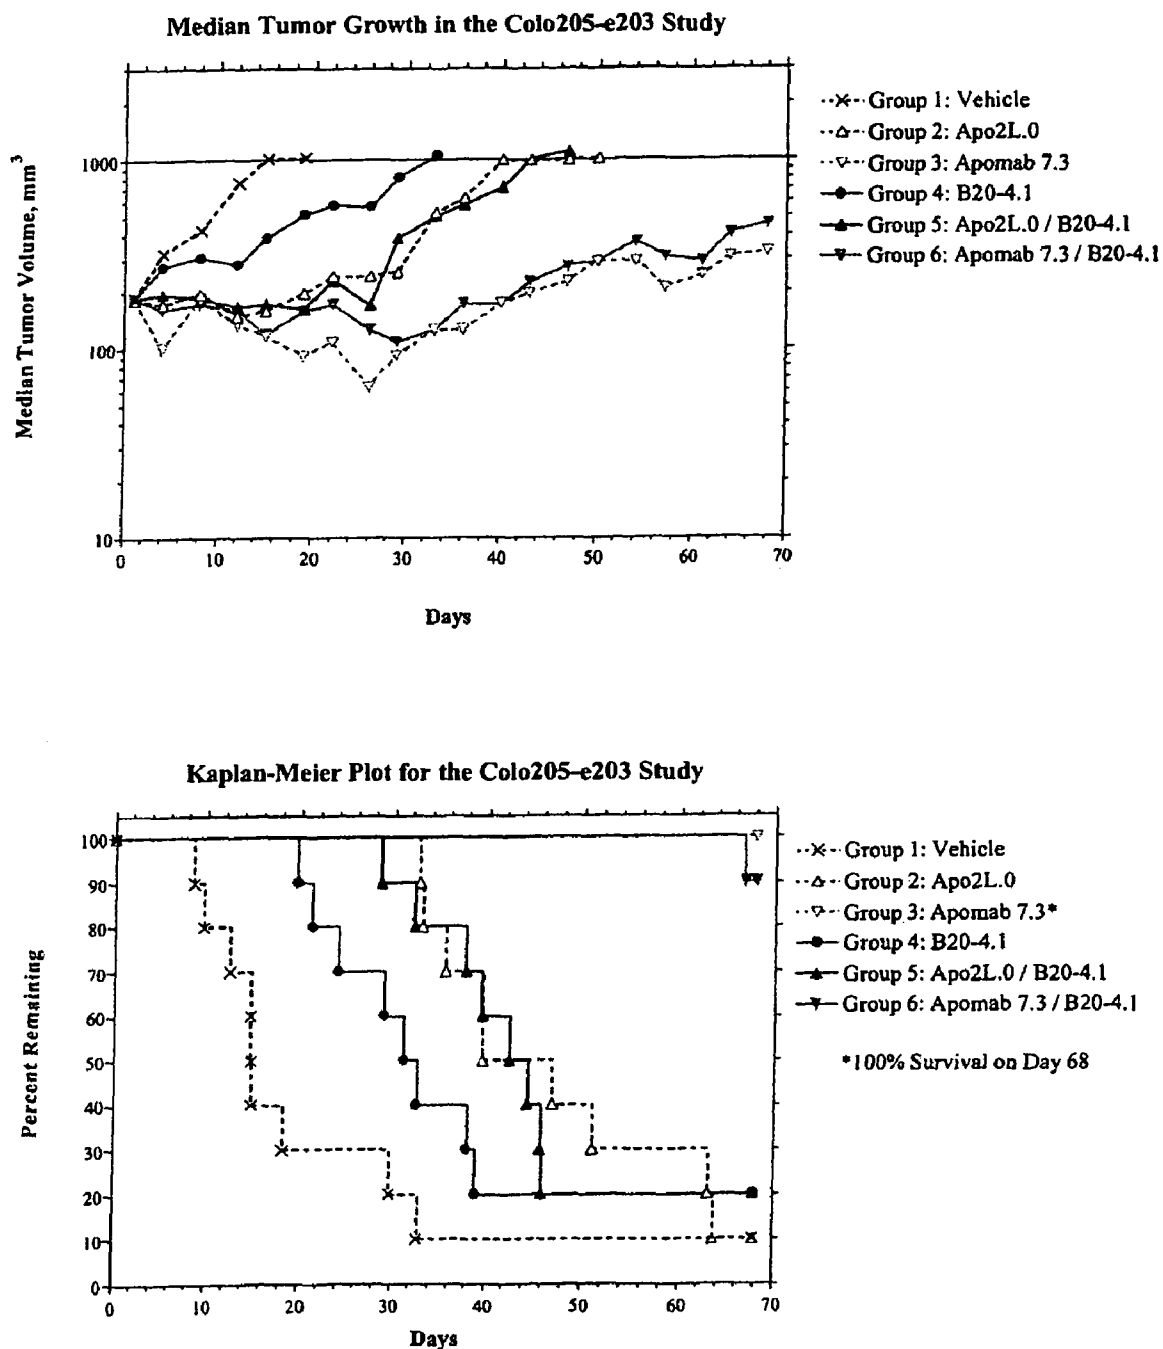 Median Tumor Growth in the Colo205-e203 Study
Median Tumor Volume, mm³
1000
100
10
0 10 20 30 40 50 60 70
Days
Group 1: Vehicle
Group 2: Apo2L.0
Group 3: Apomab 7.3
Group 4: B20-4.1
Group 5: Apo2L.0 / B20-4.1
Group 6: Apomab 7.3 / B20-4.1
Kaplan-Meier Plot for the Colo205-e203 Study
Percent Remaining
100
90
80
70
60
50
40
30
20
10
0
0 10 20 30 40 50 60 70
Days
Group 1: Vehicle
Group 2: Apo2L.0
Group 3: Apomab 7.3*
Group 4: B20-4.1
Group 5: Apo2L.0 / B20-4.1
Group 6: Apomab 7.3 / B20-4.1
*100% Survival on Day 68